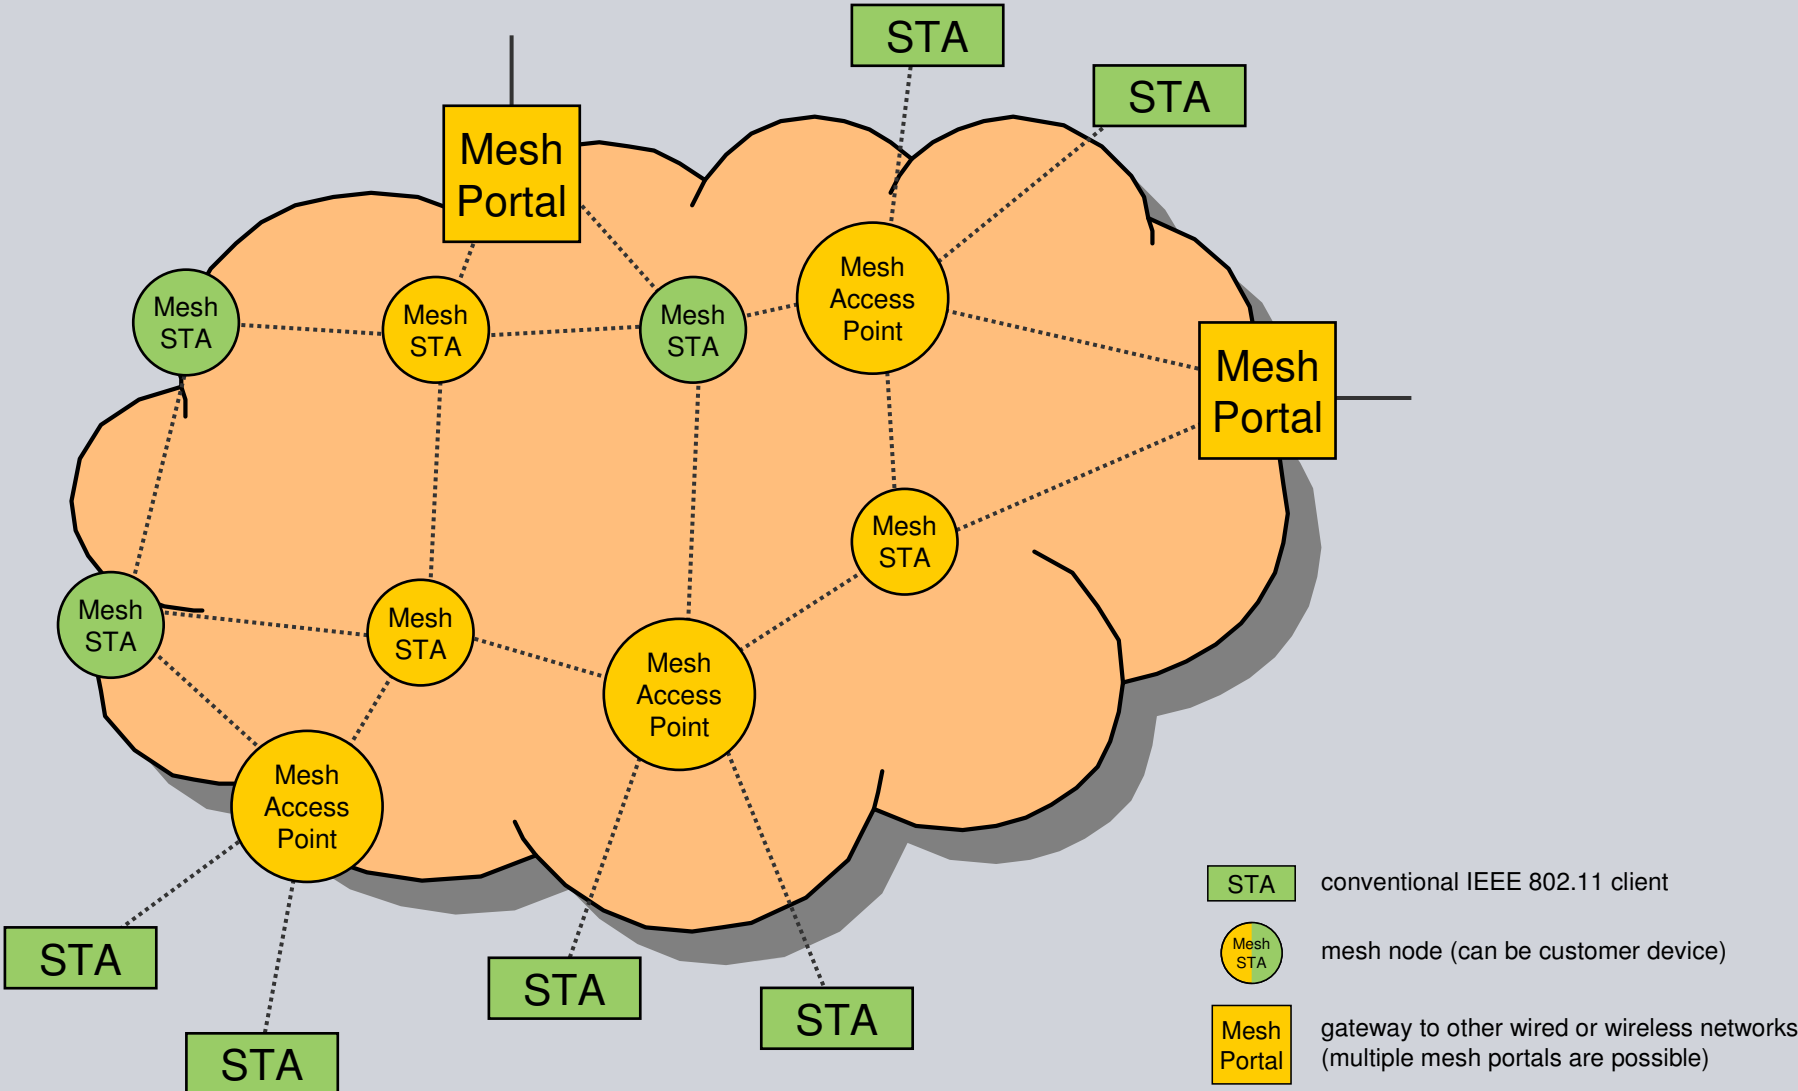 STA
STA
Mesh
Portal
Mesh
Access
Point
Mesh
STA
Mesh
STA
Mesh
STA
Mesh
Portal
Mesh
STA
Mesh
STA
Mesh
STA
Mesh
Access
Point
Mesh
Access
Point
STA
STA
STA
STA
STA conventional IEEE 802.11 client
Mesh
STA
mesh node (can be customer device)
Mesh
Portal
gateway to other wired or wireless networks
(multiple mesh portals are possible)